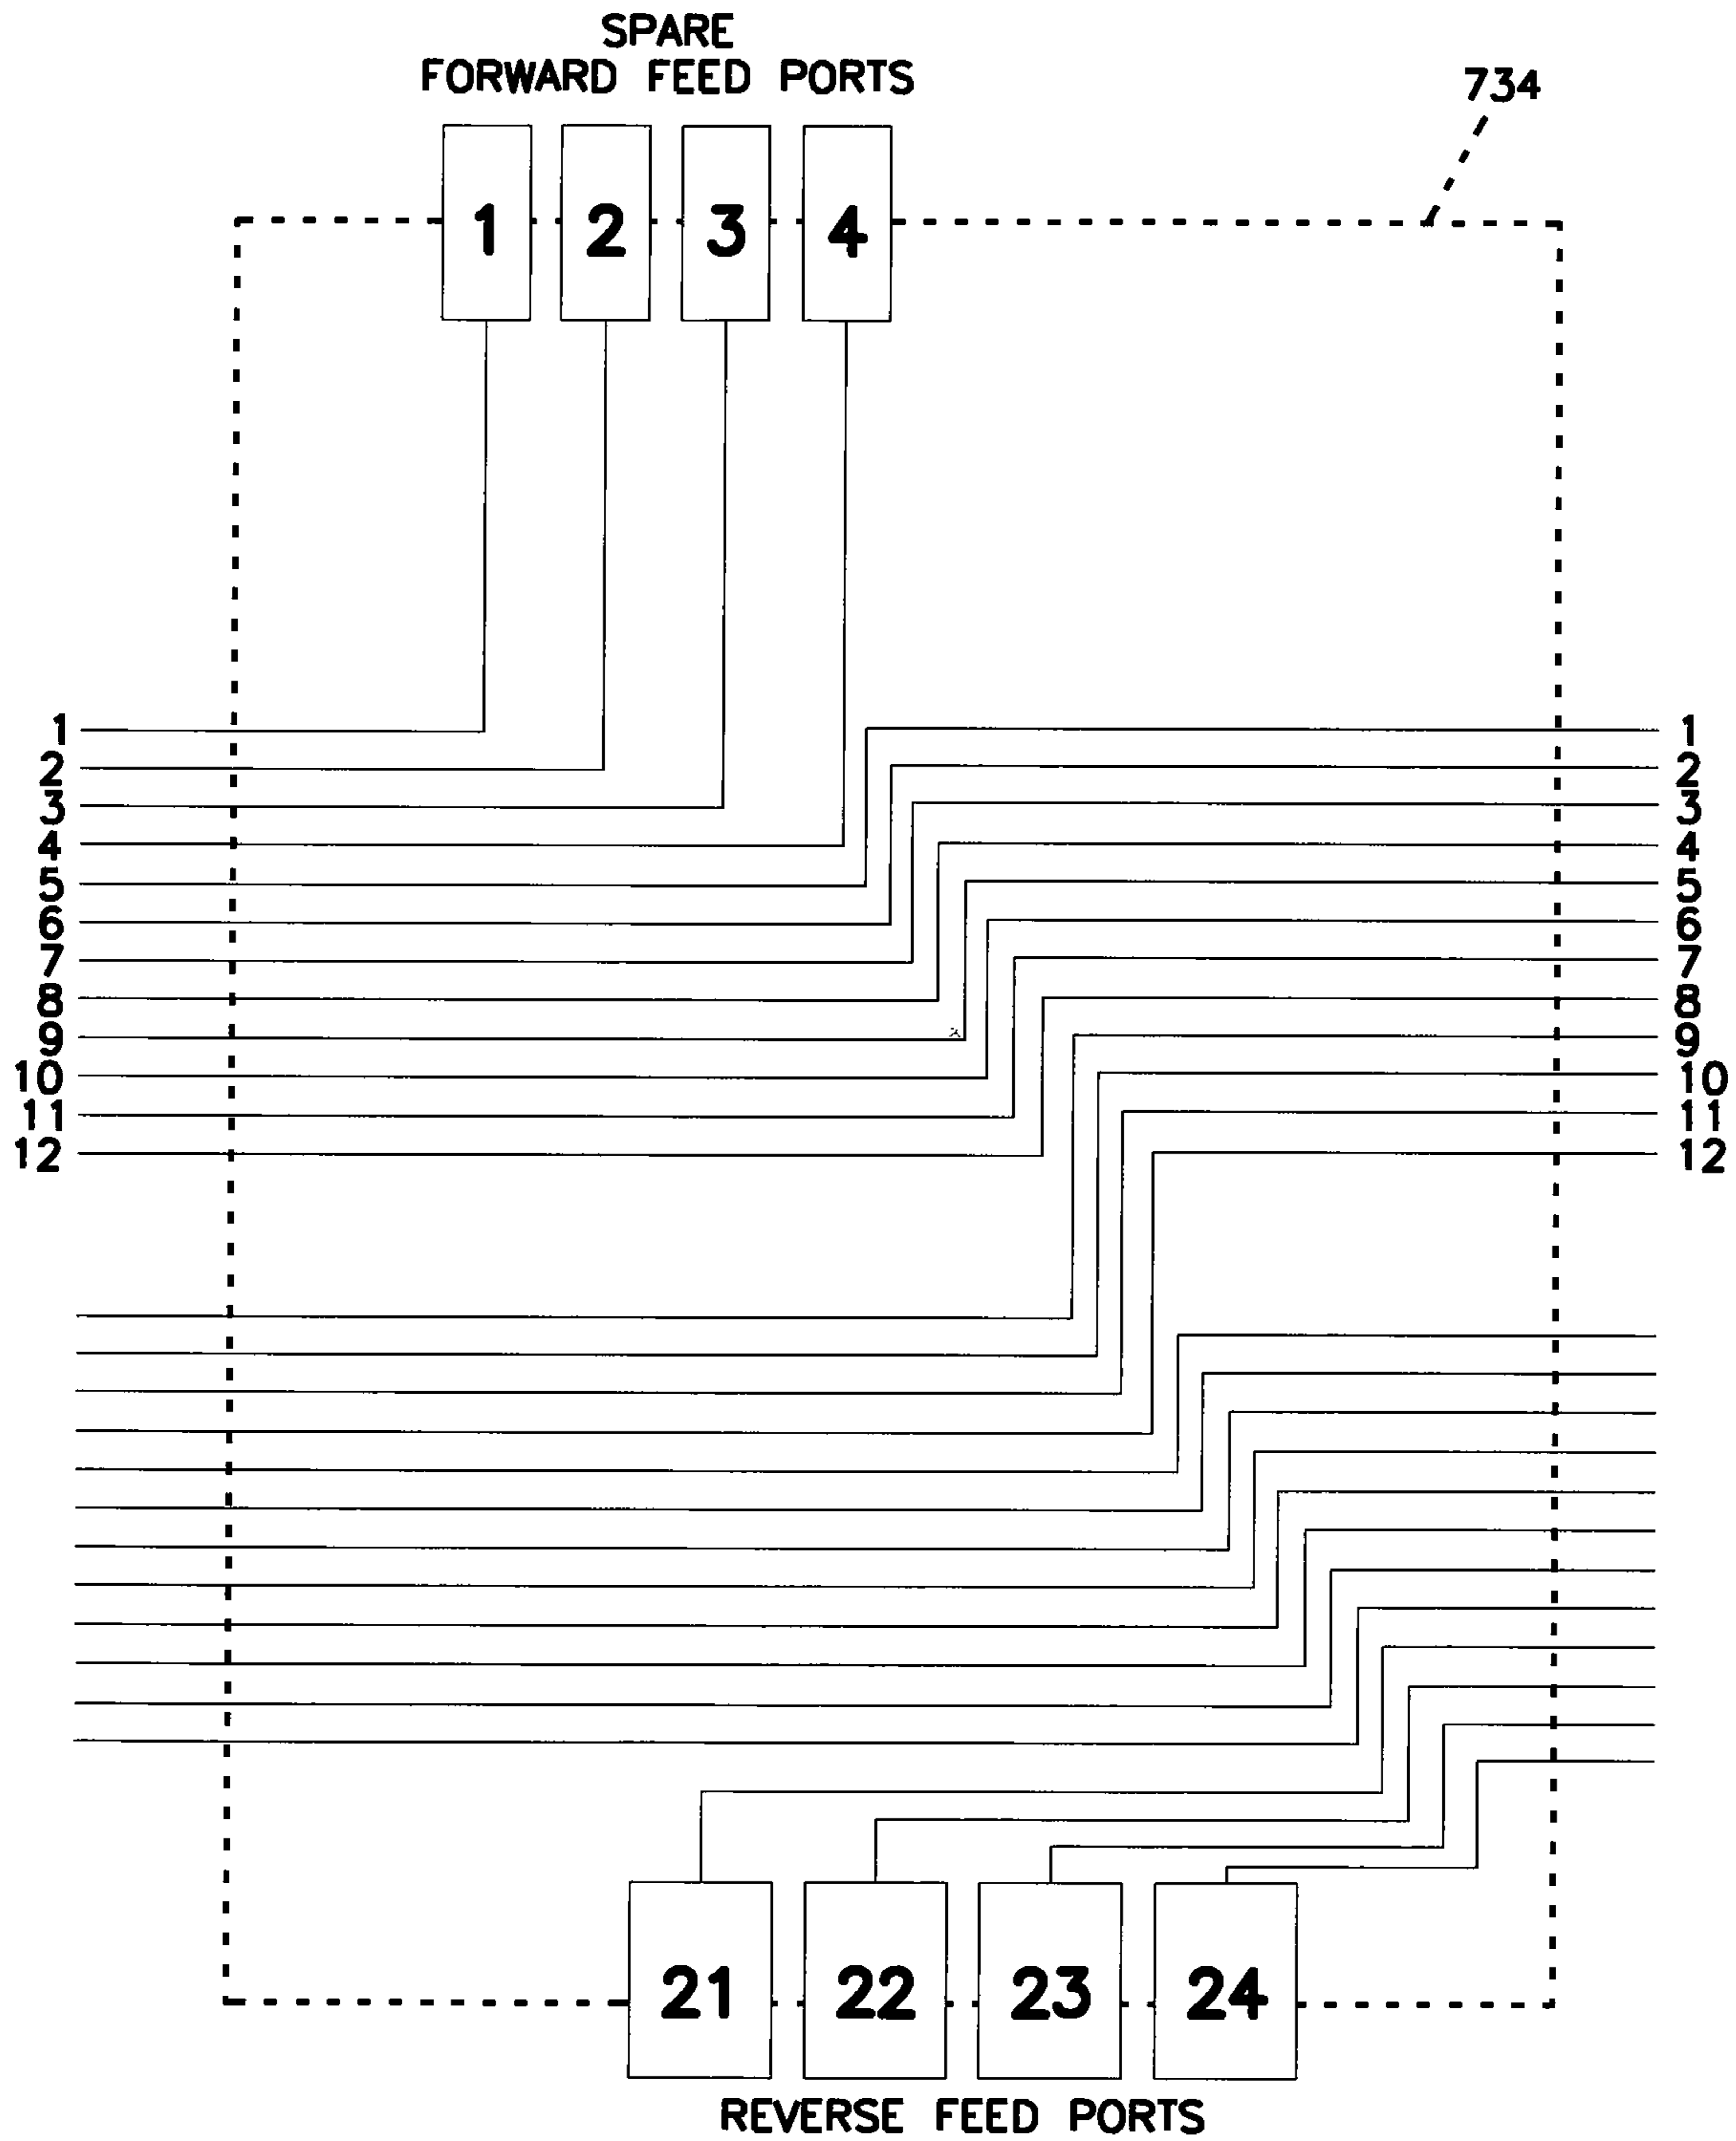 SPARE
FORWARD FEED PORTS
734
1 2 3 4
1 1
2 2
3 3
4 4
5 5
6 6
7 7
8 8
9 9
10 10
11 11
12 12
21 22 23 24
REVERSE FEED PORTS